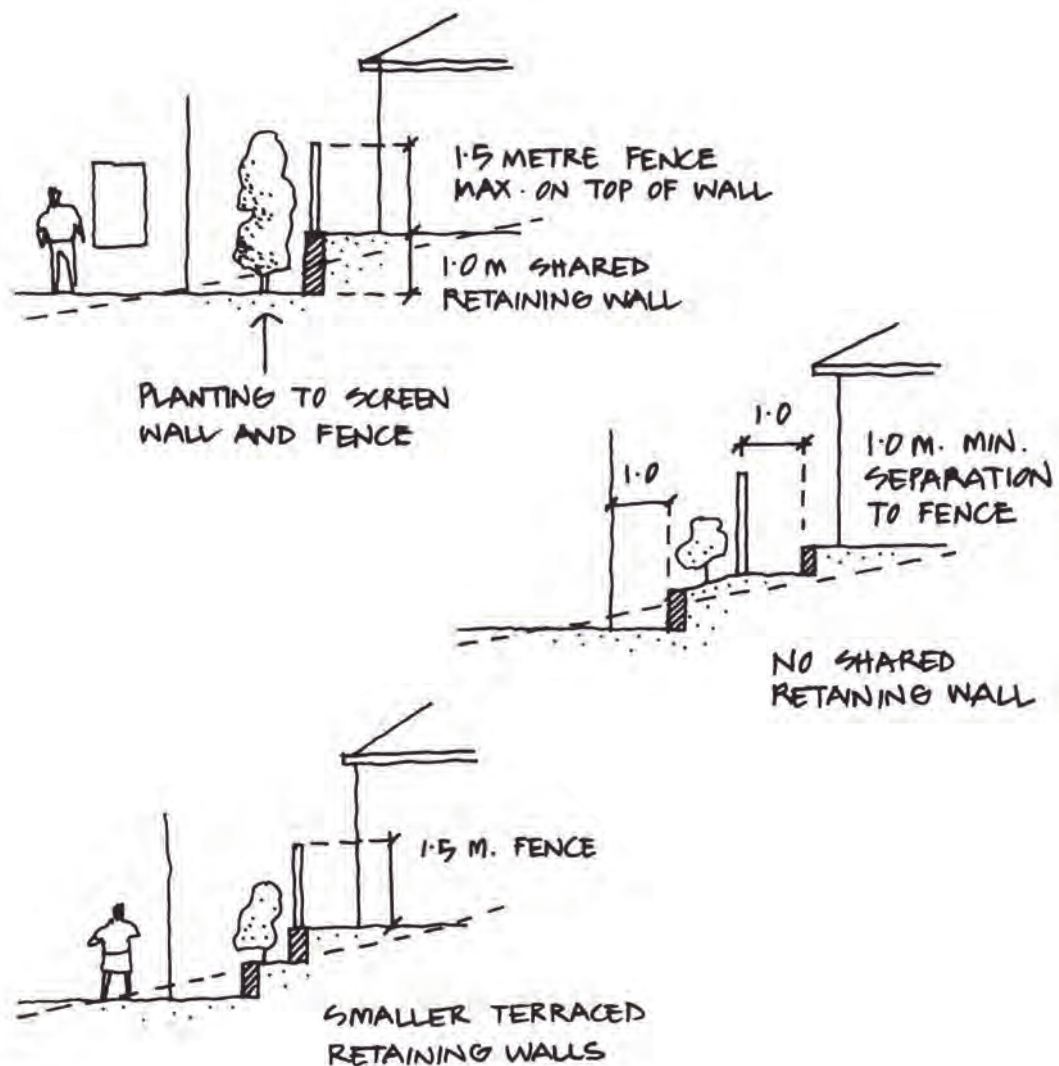 1.5 METRE FENCE
MAX. ON TOP OF WALL
1.0 M SHARED
RETAINING WALL
PLANTING TO SCREEN
WALL AND FENCE
1.0
1.0
1.0 M. MIN.
SEPARATION
TO FENCE
NO SHARED
RETAINING WALL
1.5 M. FENCE
SMALLER TERRACED
RETAINING WALLS